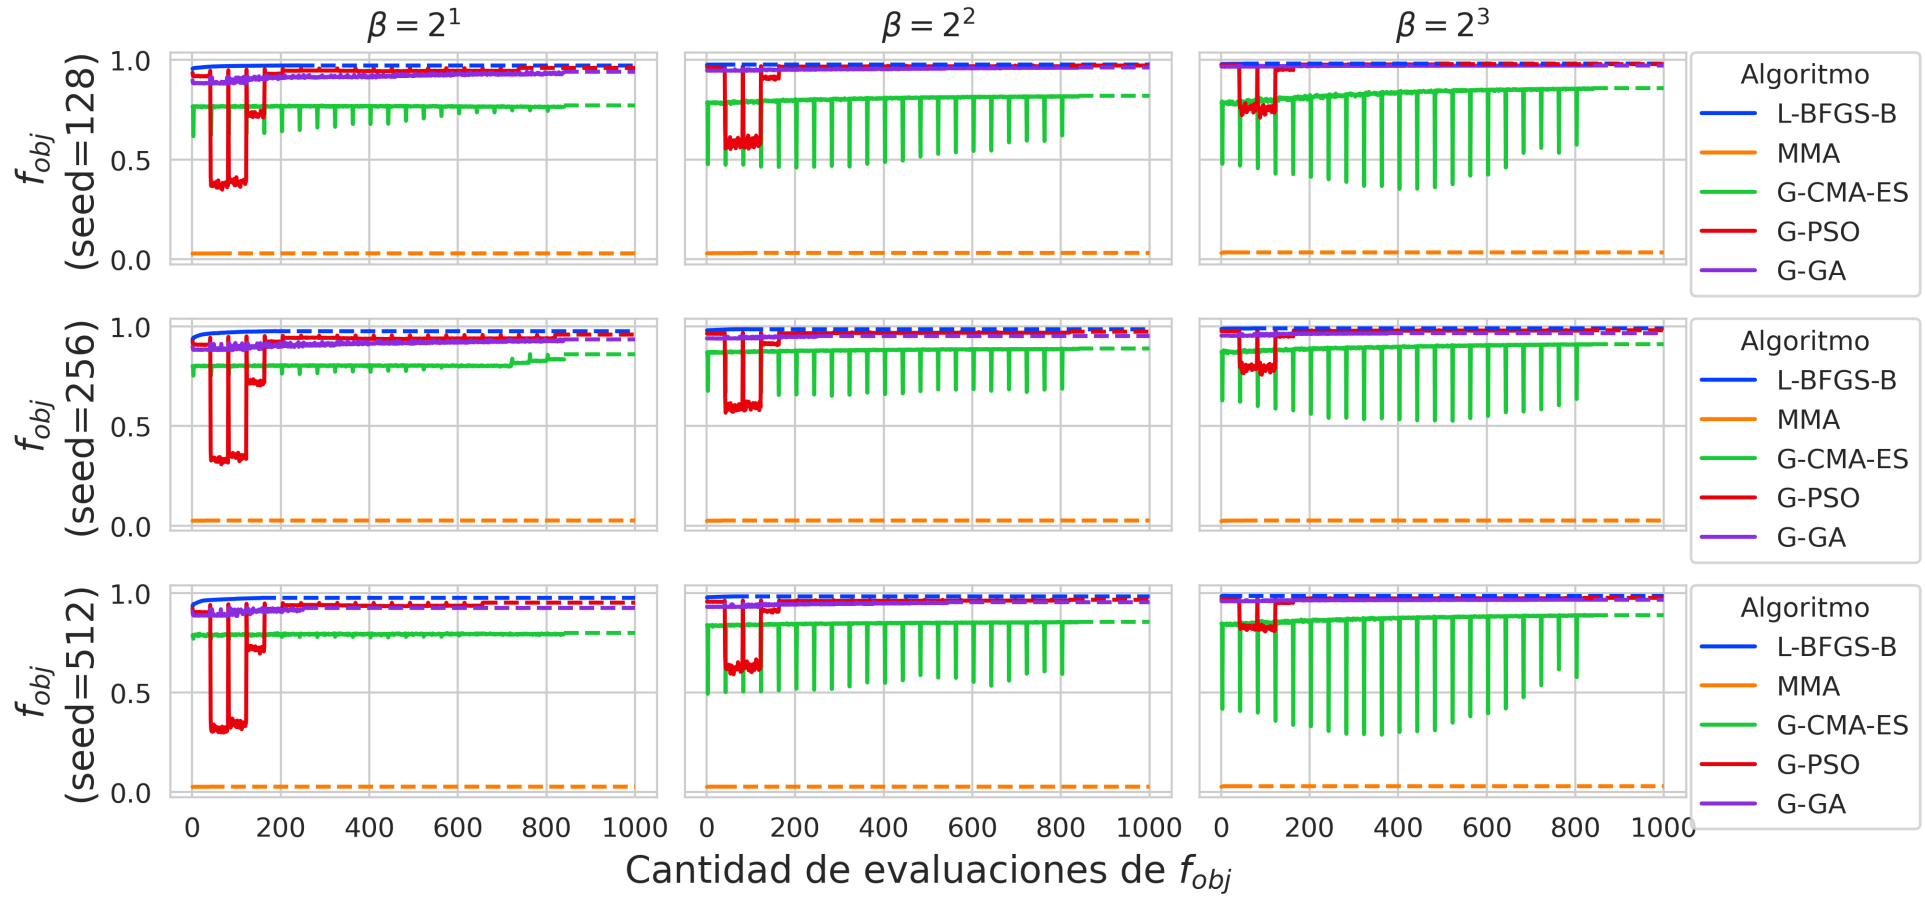 β = 2¹
β = 2²
β = 2³
f_obj
(seed=128)
1.0
0.5
0.0
Algoritmo
L-BFGS-B
MMA
G-CMA-ES
G-PSO
G-GA
f_obj
(seed=256)
1.0
0.5
0.0
Algoritmo
L-BFGS-B
MMA
G-CMA-ES
G-PSO
G-GA
f_obj
(seed=512)
1.0
0.5
0.0
Algoritmo
L-BFGS-B
MMA
G-CMA-ES
G-PSO
G-GA
0 200 400 600 800 1000
0 200 400 600 800 1000
0 200 400 600 800 1000
Cantidad de evaluaciones de f_obj